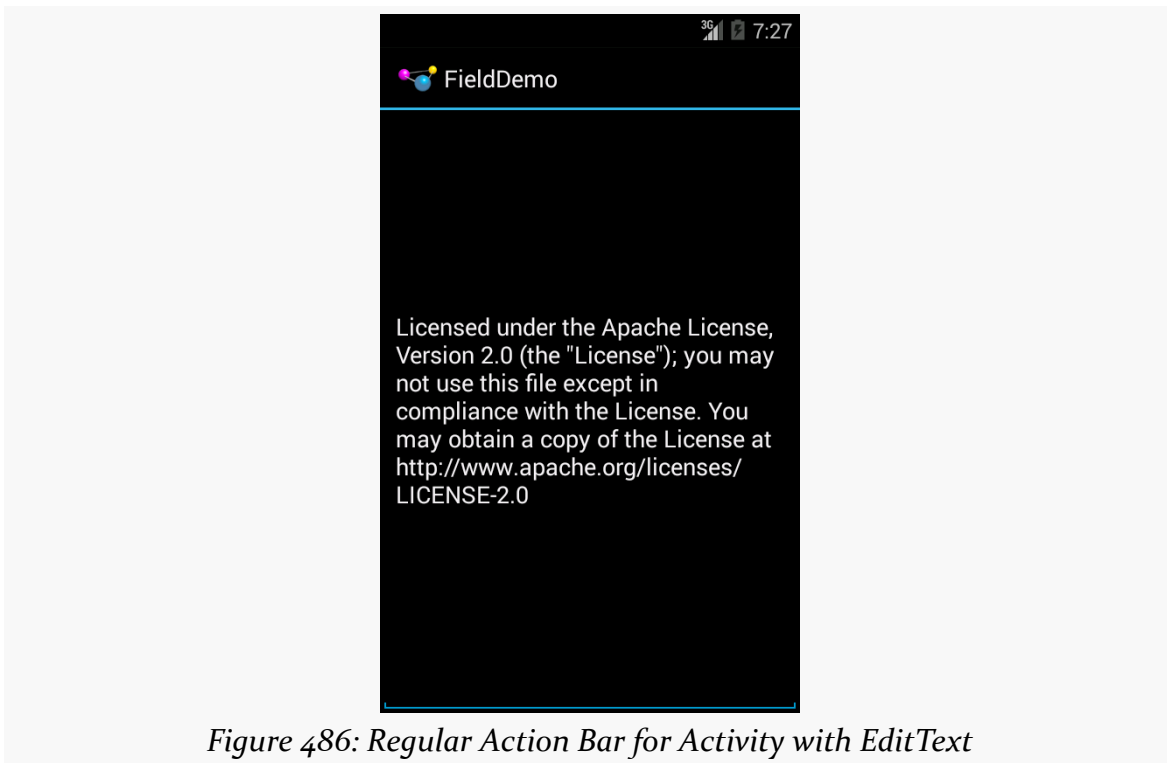 3G 7:27
FieldDemo
Licensed under the Apache License,
Version 2.0 (the "License"); you may
not use this file except in
compliance with the License. You
may obtain a copy of the License at
http://www.apache.org/licenses/
LICENSE-2.0
Figure 486: Regular Action Bar for Activity with EditText